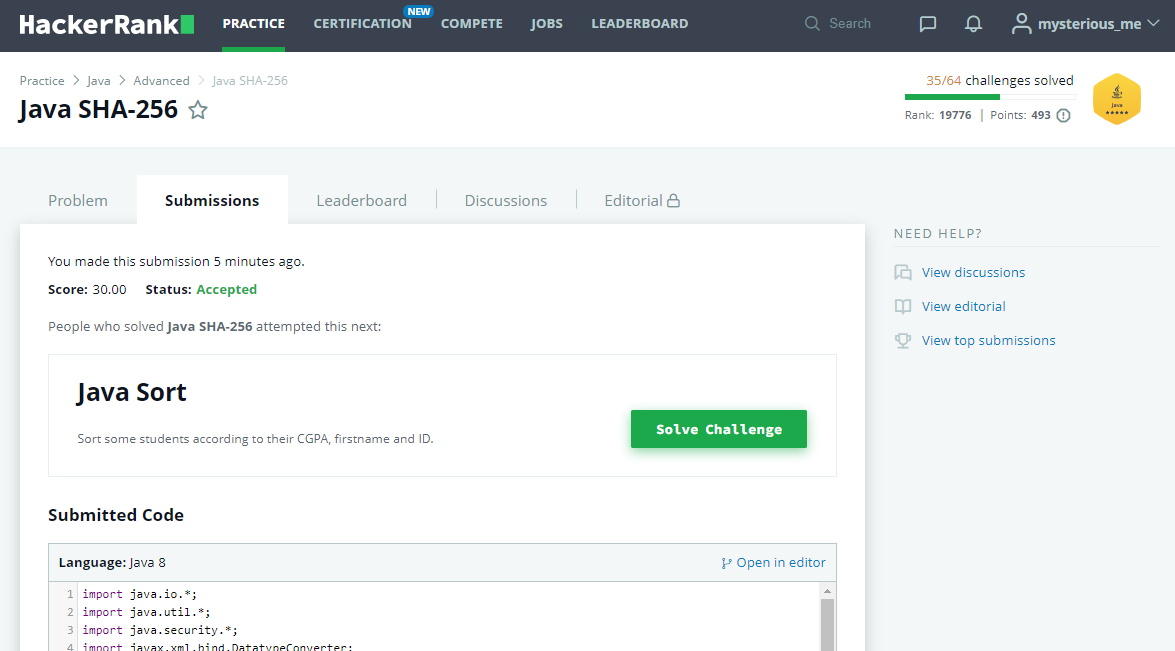 HackerRank PRACTICE CERTIFICATION NEW COMPETE JOBS LEADERBOARD Search mysterious_me
Practice > Java > Advanced > Java SHA-256
Java SHA-256
35/64 challenges solved
Rank: 19776 | Points: 493
Java
Problem Submissions Leaderboard Discussions Editorial
You made this submission 5 minutes ago.
Score: 30.00 Status: Accepted
People who solved Java SHA-256 attempted this next:
Java Sort
Sort some students according to their CGPA, firstname and ID.
Solve Challenge
Submitted Code
Language: Java 8 Open in editor
1 import java.io.*;
2 import java.util.*;
3 import java.security.*;
4 import javax.xml.bind.DatatypeConverter;
NEED HELP?
View discussions
View editorial
View top submissions